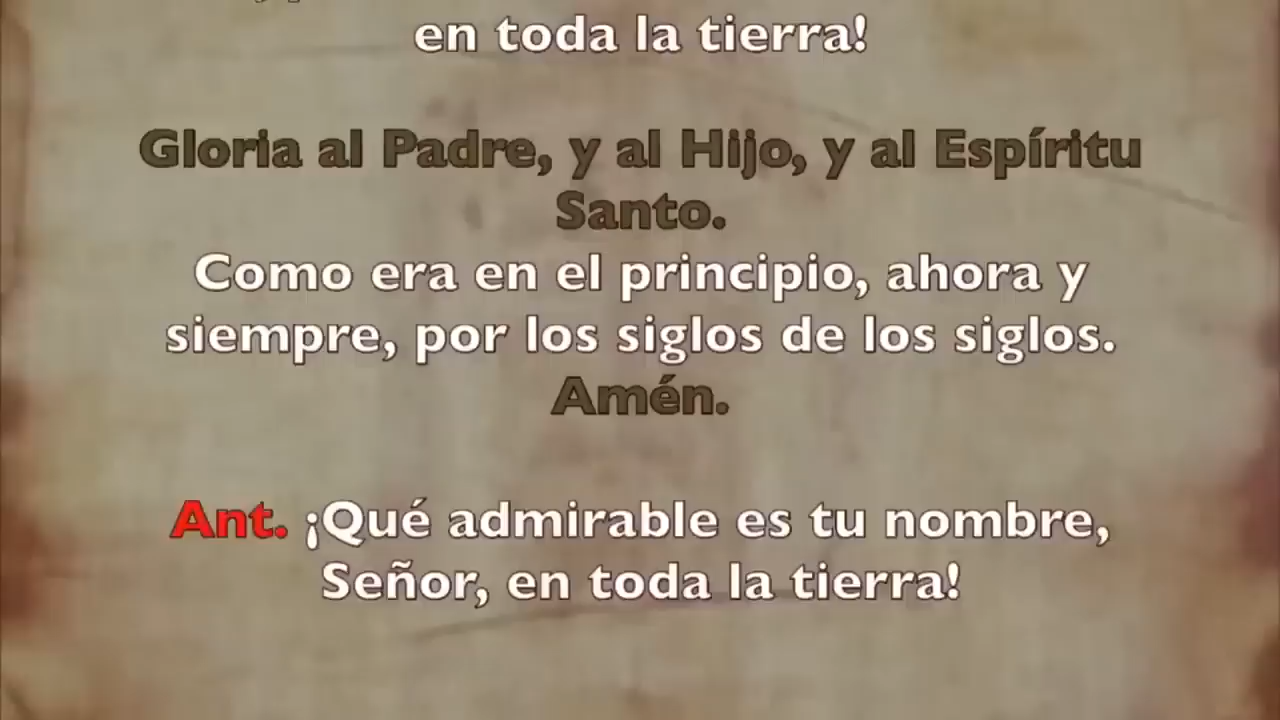 en toda la tierra!
Gloria al Padre, y al Hijo, y al Espíritu
Santo.
Como era en el principio, ahora y
siempre, por los siglos de los siglos.
Amén.
Ant. ¡Qué admirable es tu nombre,
Señor, en toda la tierra!